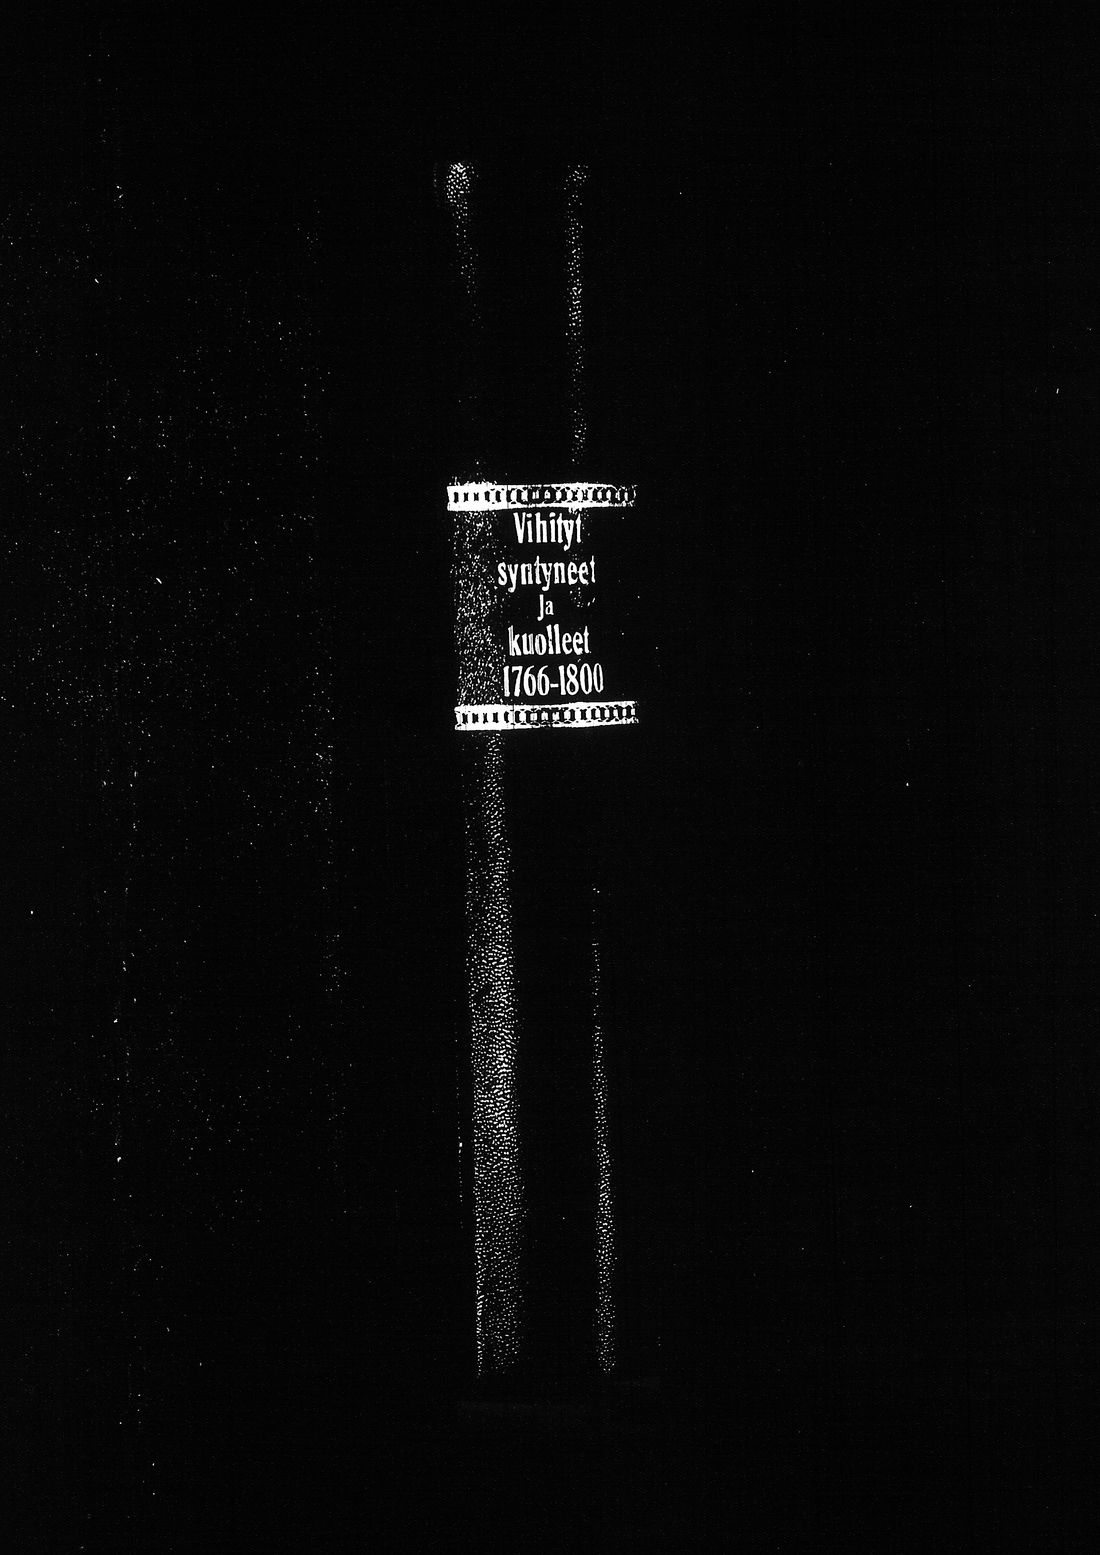 Vihityt
syntyneet
ja
kuolleet
1766-1800